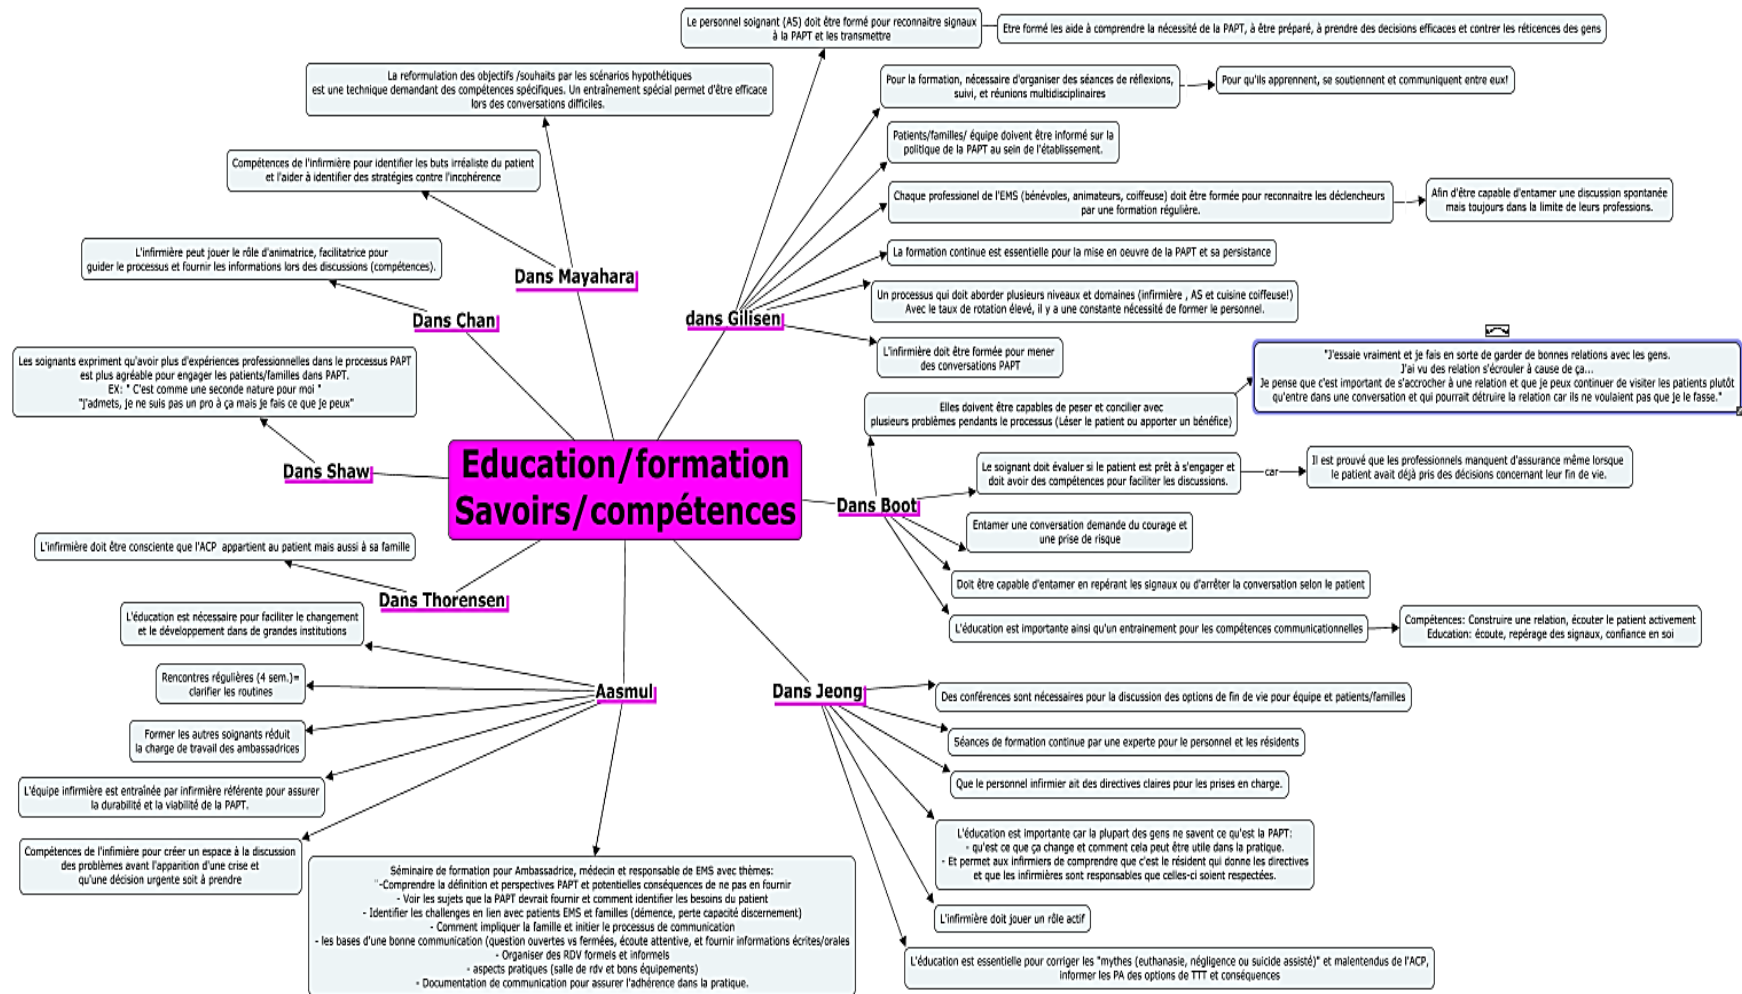 Le personnel soignant (AS) doit être formé pour reconnaitre signaux
à la PAPT et les transmettre
Etre formé les aide à comprendre la nécessité de la PAPT, à être préparé, à prendre des decisions efficaces et contrer les réticences des gens
La reformulation des objectifs /souhaits par les scénarios hypothétiques
est une technique demandant des compétences spécifiques. Un entraînement spécial permet d'être efficace
lors des conversations difficiles.
Pour la formation, nécessaire d'organiser des séances de réflexions,
suivi, et réunions multidisciplinaires
Pour qu'ils apprennent, se soutiennent et communiquent entre eux!
Patients/familles/ équipe doivent être informé sur la
politique de la PAPT au sein de l'établissement.
Compétences de l'infirmière pour identifier les buts irréaliste du patient
et l'aider à identifier des stratégies contre l'incohérence
Chaque professionel de l'EMS (bénévoles, animateurs, coiffeuse) doit être formée pour reconnaitre les déclencheurs
par une formation régulière.
Afin d'être capable d'entamer une discussion spontanée
mais toujours dans la limite de leurs professions.
L'infirmière peut jouer le rôle d'animatrice, facilitatrice pour
guider le processus et fournir les informations lors des discussions (compétences).
La formation continue est essentielle pour la mise en oeuvre de la PAPT et sa persistance
Dans Mayahara
Un processus qui doit aborder plusieurs niveaux et domaines (infirmière , AS et cuisine coiffeuse!)
Avec le taux de rotation élevé, il y a une constante nécessité de former le personnel.
Dans Chan
dans Gilisen
L'infirmière doit être formée pour mener
des conversations PAPT
Les soignants expriment qu'avoir plus d'expériences professionnelles dans le processus PAPT
est plus agréable pour engager les patients/familles dans PAPT.
EX: " C'est comme une seconde nature pour moi "
"j'admets, je ne suis pas un pro à ça mais je fais ce que je peux"
"J'essaie vraiment et je fais en sorte de garder de bonnes relations avec les gens.
J'ai vu des relation s'écrouler à cause de ça...
Je pense que c'est important de s'accrocher à une relation et que je peux continuer de visiter les patients plutôt
qu'entre dans une conversation et qui pourrait détruire la relation car ils ne voulaient pas que je le fasse."
Elles doivent être capables de peser et concilier avec
plusieurs problèmes pendants le processus (Léser le patient ou apporter un bénéfice)
Dans Shaw
Education/formation
Savoirs/compétences
Le soignant doit évaluer si le patient est prêt à s'engager et
doit avoir des compétences pour faciliter les discussions.
car
Il est prouvé que les professionnels manquent d'assurance même lorsque
le patient avait déjà pris des décisions concernant leur fin de vie.
Dans Boot
Entamer une conversation demande du courage et
une prise de risque
L'infirmière doit être consciente que l'ACP appartient au patient mais aussi à sa famille
Dans Thorensen
Doit être capable d'entamer en repérant les signaux ou d'arrêter la conversation selon le patient
L'éducation est importante ainsi qu'un entrainement pour les compétences communicationnelles
Compétences: Construire une relation, écouter le patient activement
Education: écoute, repérage des signaux, confiance en soi
L'éducation est nécessaire pour faciliter le changement
et le développement dans de grandes institutions
Rencontres régulières (4 sem.)=
clarifier les routines
Aasmul
Dans Jeong
Des conférences sont nécessaires pour la discussion des options de fin de vie pour équipe et patients/familles
Former les autres soignants réduit
la charge de travail des ambassadrices
Séances de formation continue par une experte pour le personnel et les résidents
L'équipe infirmière est entraînée par infirmière référente pour assurer
la durabilité et la viabilité de la PAPT.
Que le personnel infirmier ait des directives claires pour les prises en charge.
Compétences de l'infimière pour créer un espace à la discussion
des problèmes avant l'apparition d'une crise et
qu'une décision urgente soit à prendre
L'éducation est importante car la plupart des gens ne savent ce qu'est la PAPT:
- qu'est ce que ça change et comment cela peut être utile dans la pratique.
- Et permet aux infirmiers de comprendre que c'est le résident qui donne les directives
et que les infirmières sont responsables que celles-ci soient respectées.
Séminaire de formation pour Ambassadrice, médecin et responsable de EMS avec thèmes:
¨-Comprendre la définition et perspectives PAPT et potentielles conséquences de ne pas en fournir
- Voir les sujets que la PAPT devrait fournir et comment identifier les besoins du patient
- Identifier les challenges en lien avec patients EMS et familles (démence, perte capacité discernement)
- Comment impliquer la famille et initier le processus de communication
- les bases d'une bonne communication (question ouvertes vs fermées, écoute attentive, et fournir informations écrites/orales
- Organiser des RDV formels et informels
- aspects pratiques (salle de rdv et bons équipements)
- Documentation de communication pour assurer l'adhérence dans la pratique.
L'infirmière doit jouer un rôle actif
L'éducation est essentielle pour corriger les "mythes (euthanasie, négligence ou suicide assisté)" et malentendus de l'ACP,
informer les PA des options de TTT et conséquences